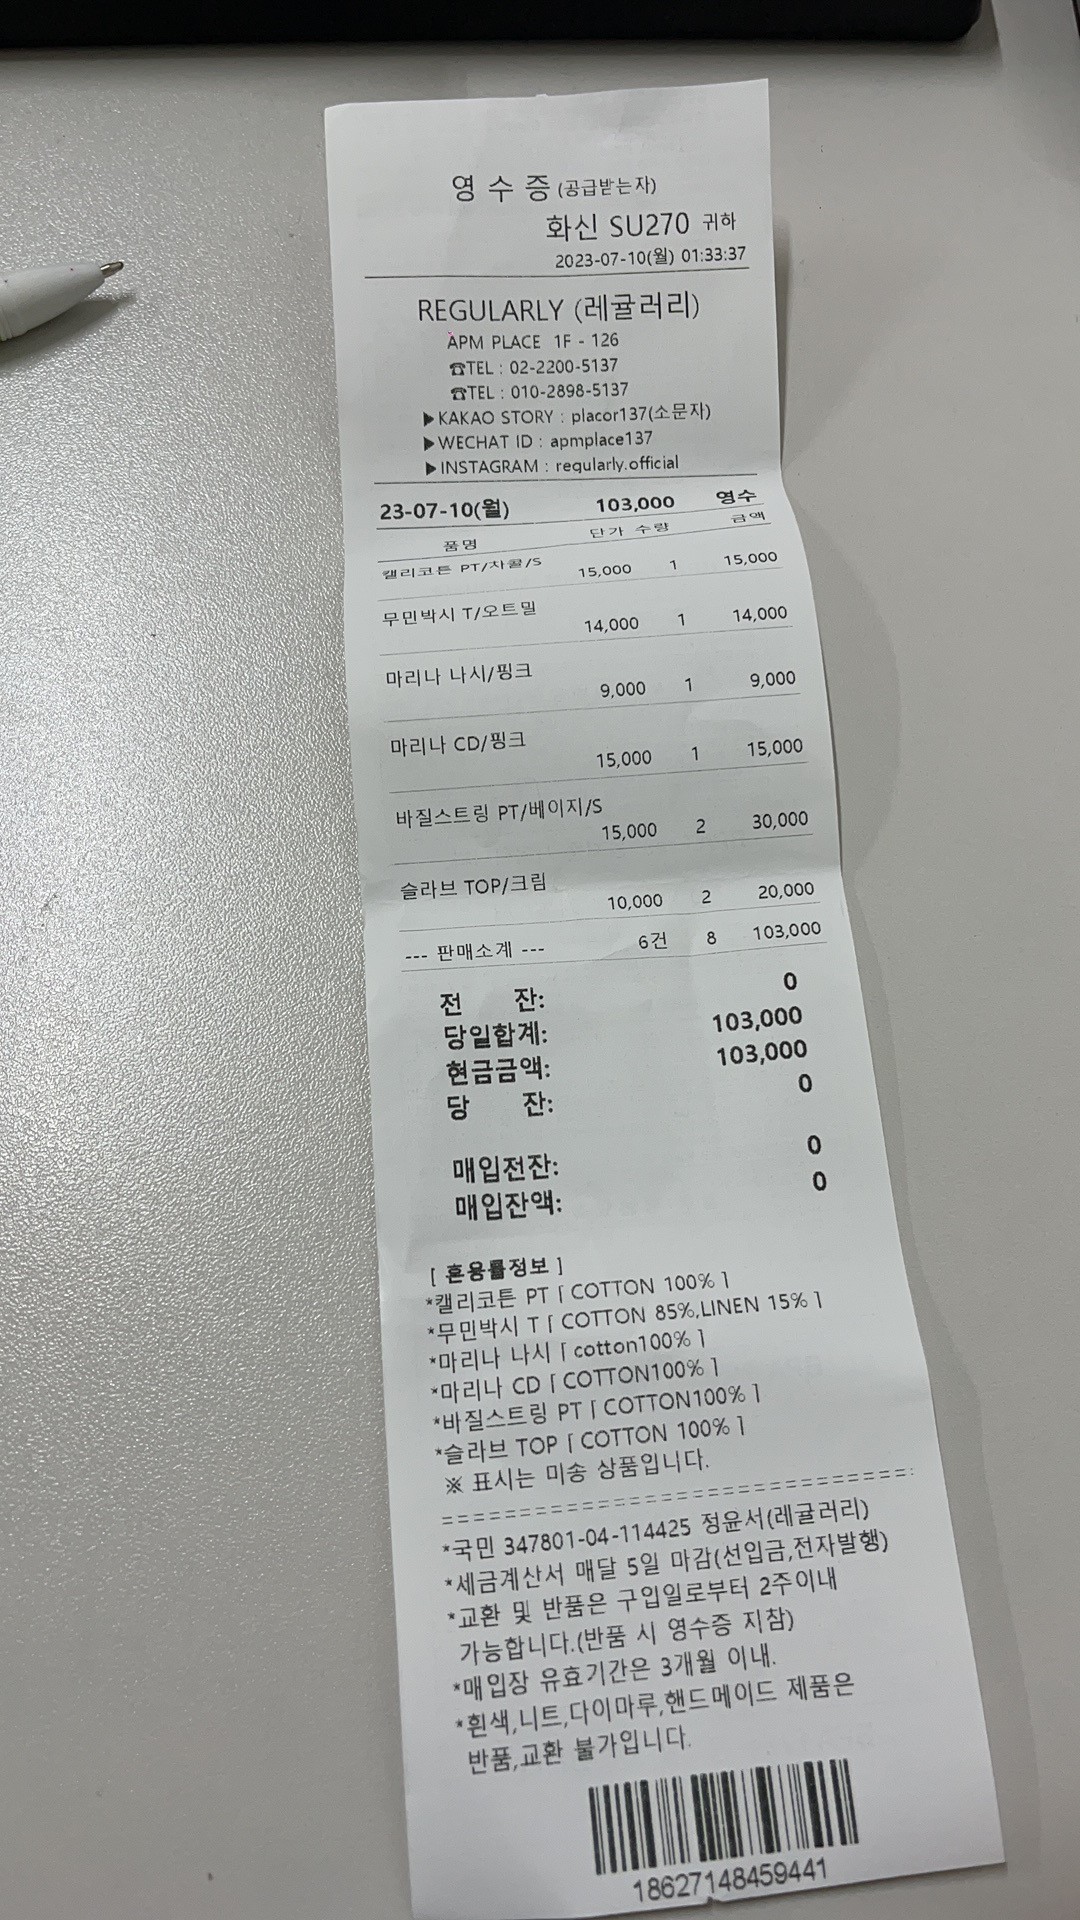 영 수 증 (공급받는자)
화신 SU270 귀하
2023-07-10(월) 01:33:37
REGULARLY (레귤러리)
APM PLACE 1F - 126
☎TEL : 02-2200-5137
☎TEL : 010-2898-5137
▶KAKAO STORY : placor137(소문자)
▶WECHAT ID : apmplace137
▶INSTAGRAM : regularly.official
23-07-10(월) 103,000 영수
품명 단가 수량 금액
캘리코튼 PT/차콜/S
15,000 1 15,000
무민박시 T/오트밀
14,000 1 14,000
마리나 나시/핑크
9,000 1 9,000
마리나 CD/핑크
15,000 1 15,000
바질스트링 PT/베이지/S
15,000 2 30,000
슬라브 TOP/크림
10,000 2 20,000
--- 판매소계 --- 6건 8 103,000
전 잔: 0
당일합계: 103,000
현금금액: 103,000
당 잔: 0
매입전잔: 0
매입잔액: 0
[ 혼용률정보 ]
*캘리코튼 PT [ COTTON 100% ]
*무민박시 T [ COTTON 85%,LINEN 15% ]
*마리나 나시 [ cotton100% ]
*마리나 CD [ COTTON100% ]
*바질스트링 PT [ COTTON100% ]
*슬라브 TOP [ COTTON 100% ]
※ 표시는 미송 상품입니다.
======================================
*국민 347801-04-114425 정윤서(레귤러리)
*세금계산서 매달 5일 마감(선입금,전자발행)
*교환 및 반품은 구입일로부터 2주이내
가능합니다.(반품 시 영수증 지참)
*매입장 유효기간은 3개월 이내.
*흰색,니트,다이마루,핸드메이드 제품은
반품,교환 불가입니다.
18627148459441